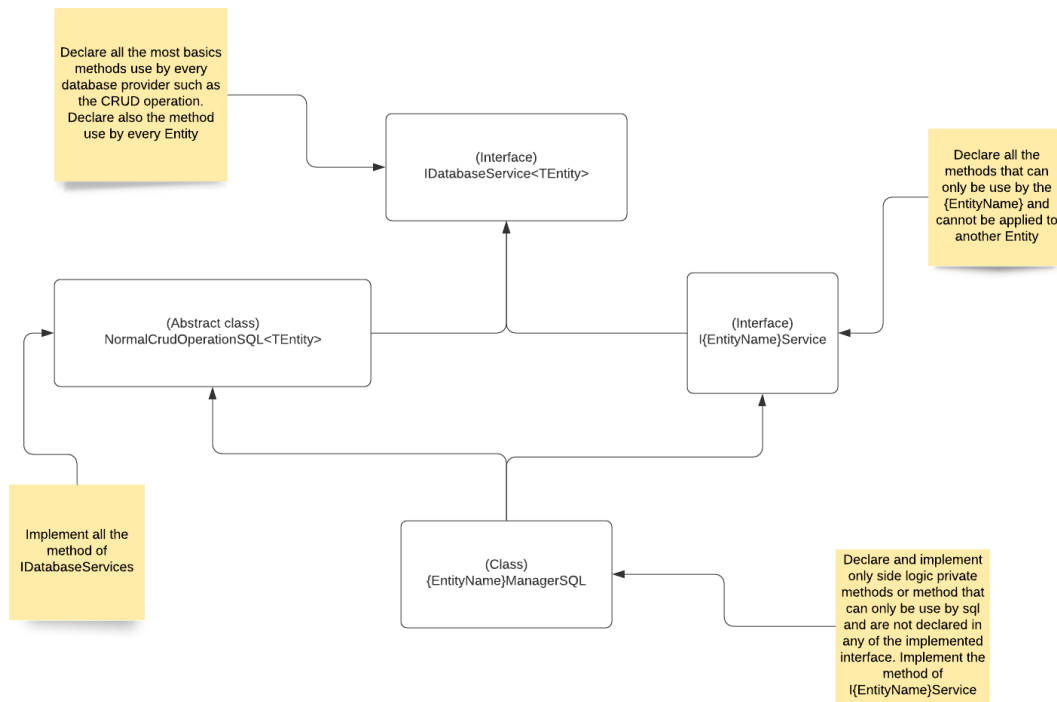 Declare all the most basics
methods use by every
database provider such as
the CRUD operation.
Declare also the method
use by every Entity
(Interface)
IDatabaseService<TEntity>
Declare all the
methods that can
only be use by the
{EntityName} and
cannot be applied to
another Entity
(Abstract class)
NormalCrudOperationSQL<TEntity>
(Interface)
I{EntityName}Service
Implement all the
method of
IDatabaseServices
(Class)
{EntityName}ManagerSQL
Declare and implement
only side logic private
methods or method that
can only be use by sql
and are not declared in
any of the implemented
interface. Implement the
method of
I{EntityName}Service